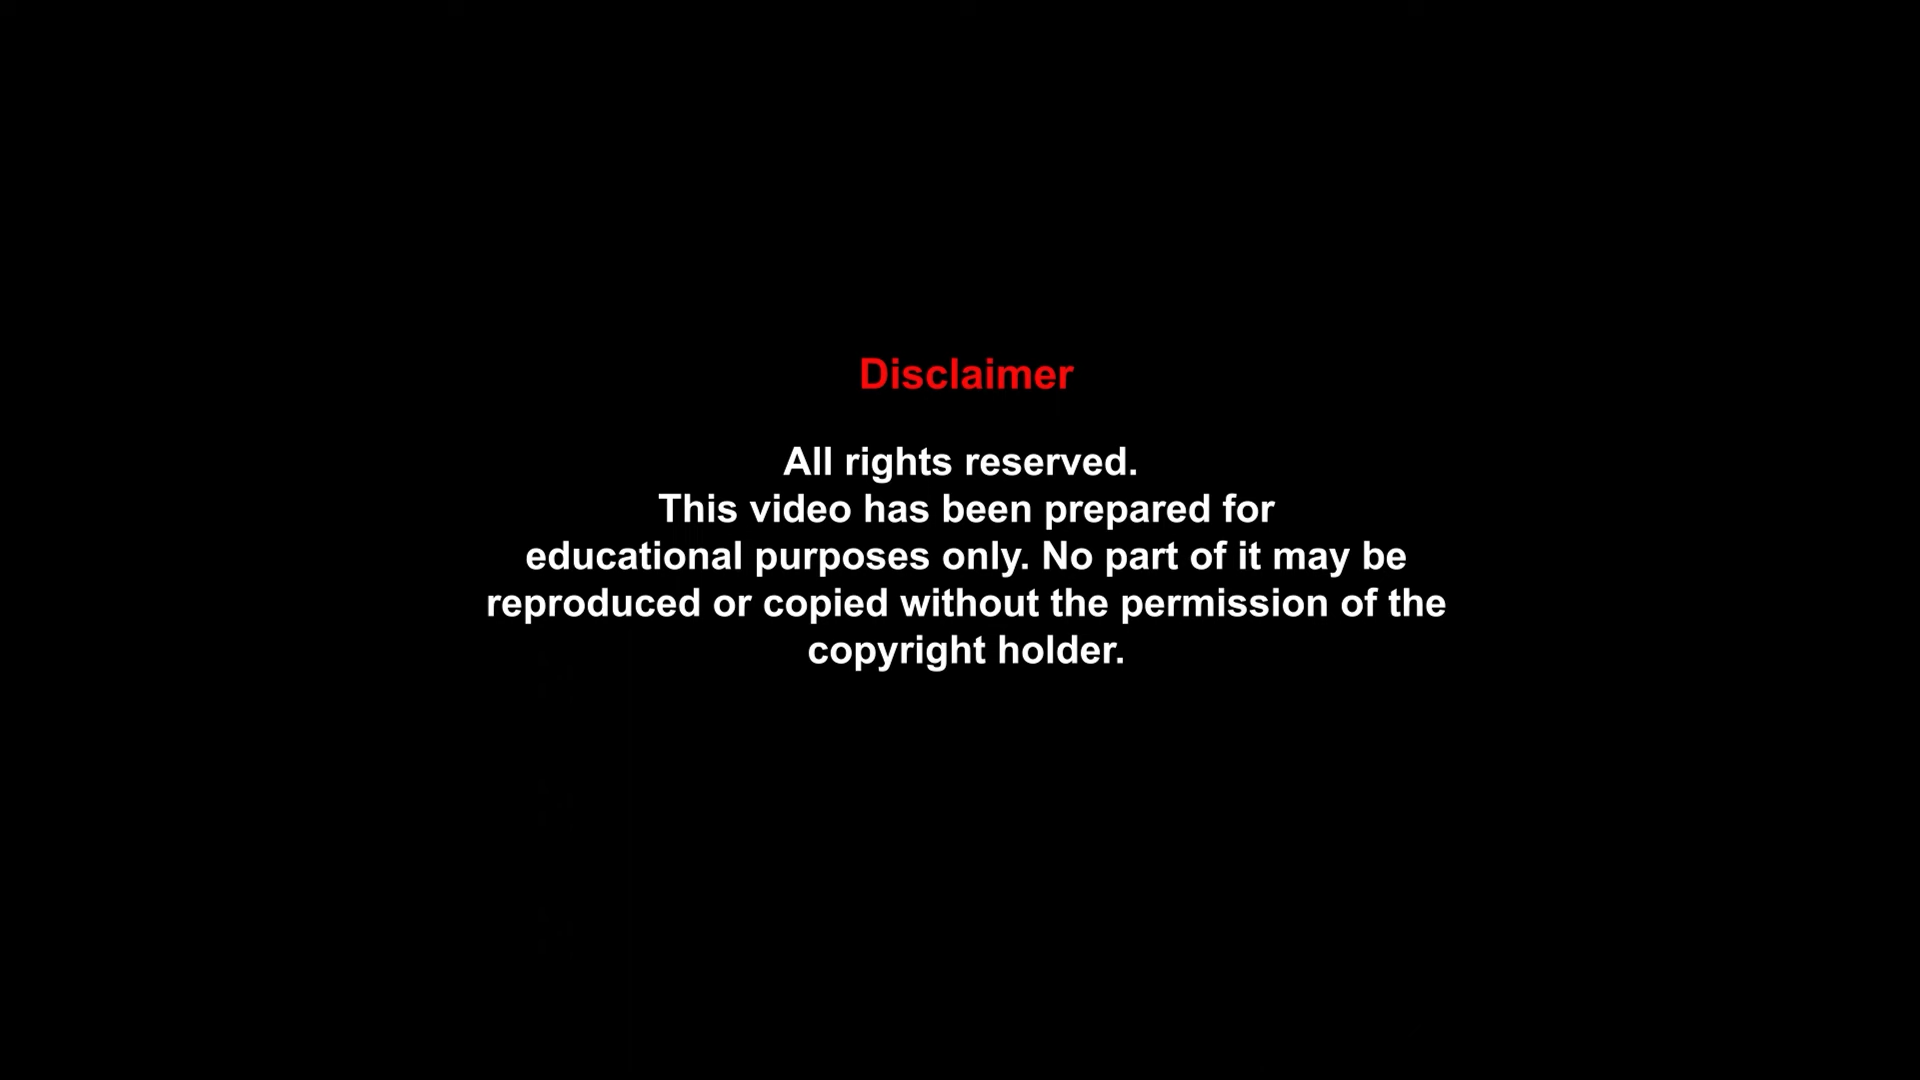 Disclaimer
All rights reserved.
This video has been prepared for
educational purposes only. No part of it may be
reproduced or copied without the permission of the
copyright holder.